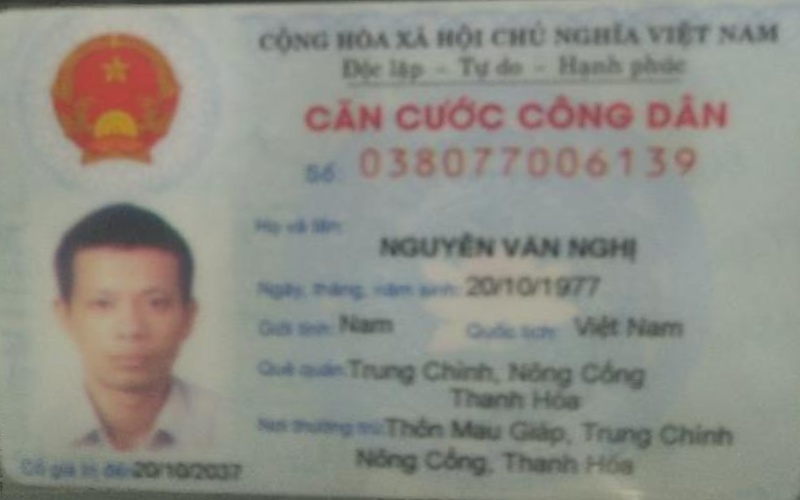 CỘNG HÒA XÃ HỘI CHỦ NGHĨA VIỆT NAM
Độc lập - Tự do - Hạnh phúc
CĂN CƯỚC CÔNG DÂN
Số: 038077006139
Họ và tên:
NGUYỄN VĂN NGHỊ
Ngày, tháng, năm sinh: 20/10/1977
Giới tính: Nam Quốc tịch: Việt Nam
Quê quán: Trung Chính, Nông Cống
Thanh Hóa
Nơi thường trú: Thôn Mau Giáp, Trung Chính
Nông Cống, Thanh Hóa
Có giá trị đến: 20/10/2037